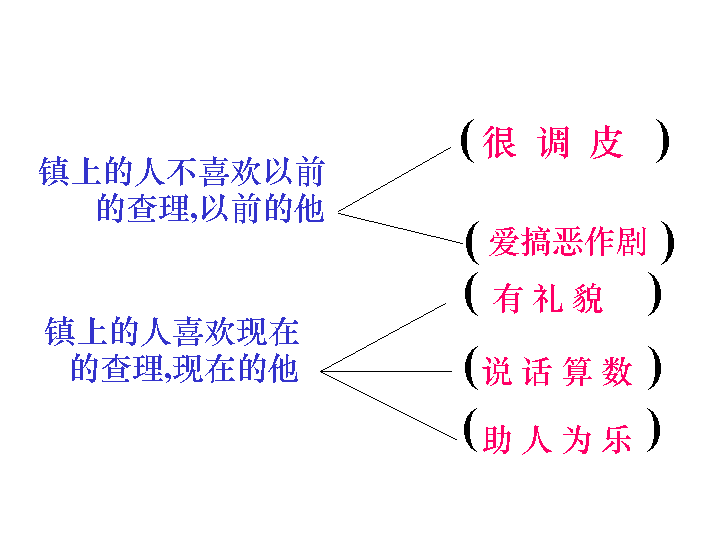 镇上的人不喜欢以前
的查理,以前的他
(很 调 皮 )
(爱搞恶作剧 )
镇上的人喜欢现在
的查理,现在的他
( 有 礼 貌 )
(说 话 算 数 )
(助 人 为 乐 )